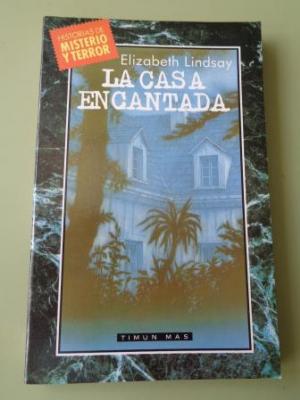 HISTORIAS DE
MISTERIO
Y TERROR
Elizabeth Lindsay
LA CASA
ENCANTADA
TIMUN MAS